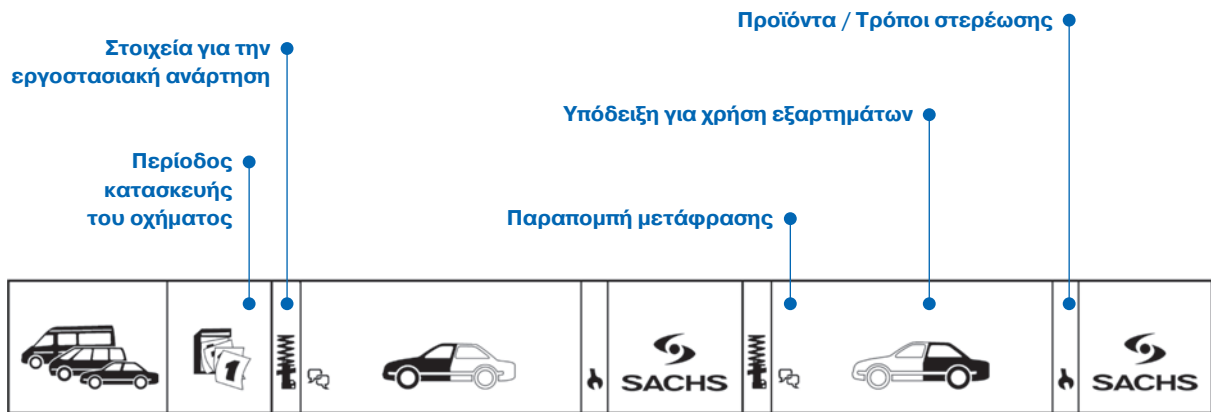 Προϊόντα / Τρόποι στερέωσης
Στοιχεία για την
εργοστασιακή ανάρτηση
Υπόδειξη για χρήση εξαρτημάτων
Περίοδος
κατασκευής
του οχήματος
Παραπομπή μετάφρασης
1
SACHS
SACHS